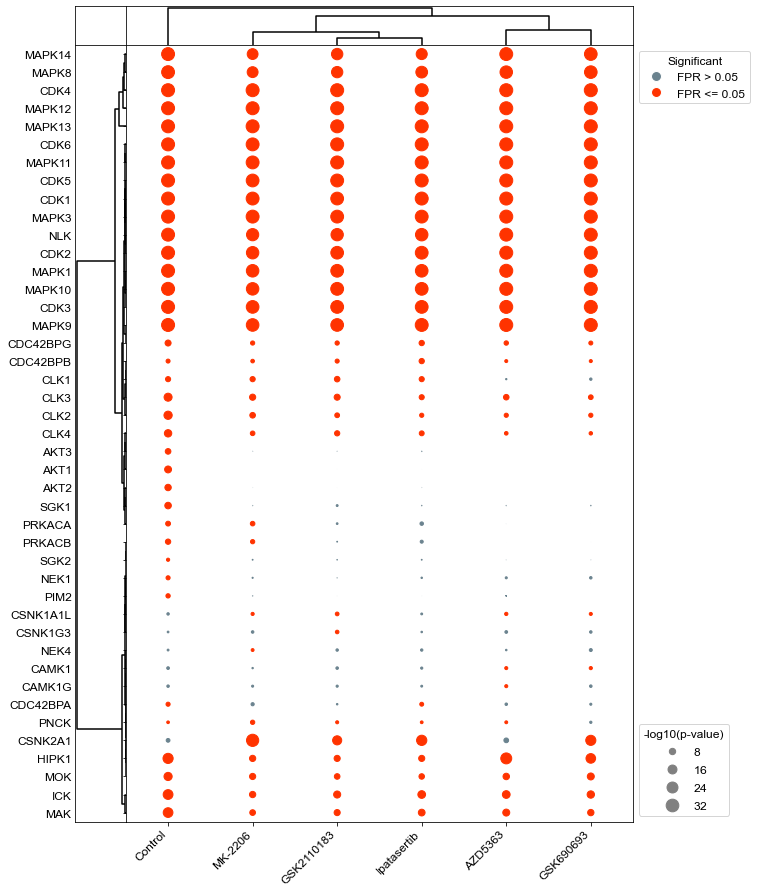 MAPK14
MAPK8
CDK4
MAPK12
MAPK13
CDK6
MAPK11
CDK5
CDK1
MAPK3
NLK
CDK2
MAPK1
MAPK10
CDK3
MAPK9
CDC42BPG
CDC42BPB
CLK1
CLK3
CLK2
CLK4
AKT3
AKT1
AKT2
SGK1
PRKACA
PRKACB
SGK2
NEK1
PIM2
CSNK1A1L
CSNK1G3
NEK4
CAMK1
CAMK1G
CDC42BPA
PNCK
CSNK2A1
HIPK1
MOK
ICK
MAK
Control
MK-2206
GSK2110183
Ipatasertib
AZD5363
GSK690693
Significant
FPR > 0.05
FPR <= 0.05
-log10(p-value)
8
16
24
32